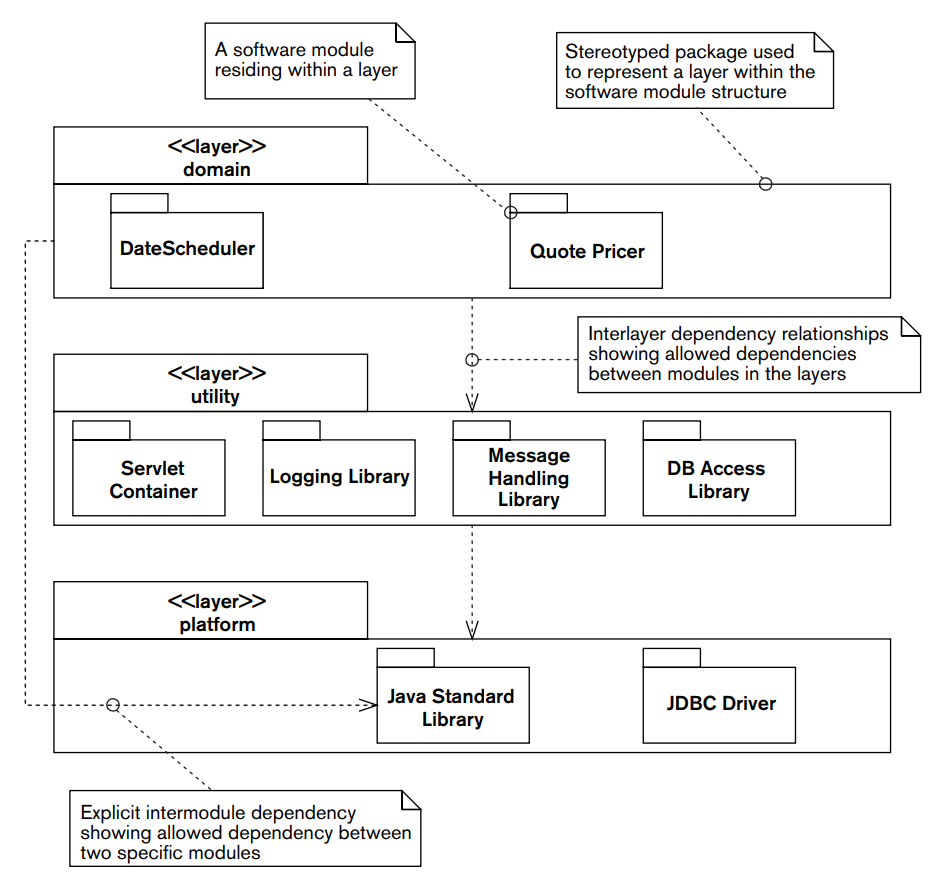 A software module
residing within a layer
Stereotyped package used
to represent a layer within the
software module structure
<<layer>>
domain
DateScheduler
Quote Pricer
Interlayer dependency relationships
showing allowed dependencies
between modules in the layers
<<layer>>
utility
Servlet
Container
Logging Library
Message
Handling
Library
DB Access
Library
<<layer>>
platform
Java Standard
Library
JDBC Driver
Explicit intermodule dependency
showing allowed dependency between
two specific modules